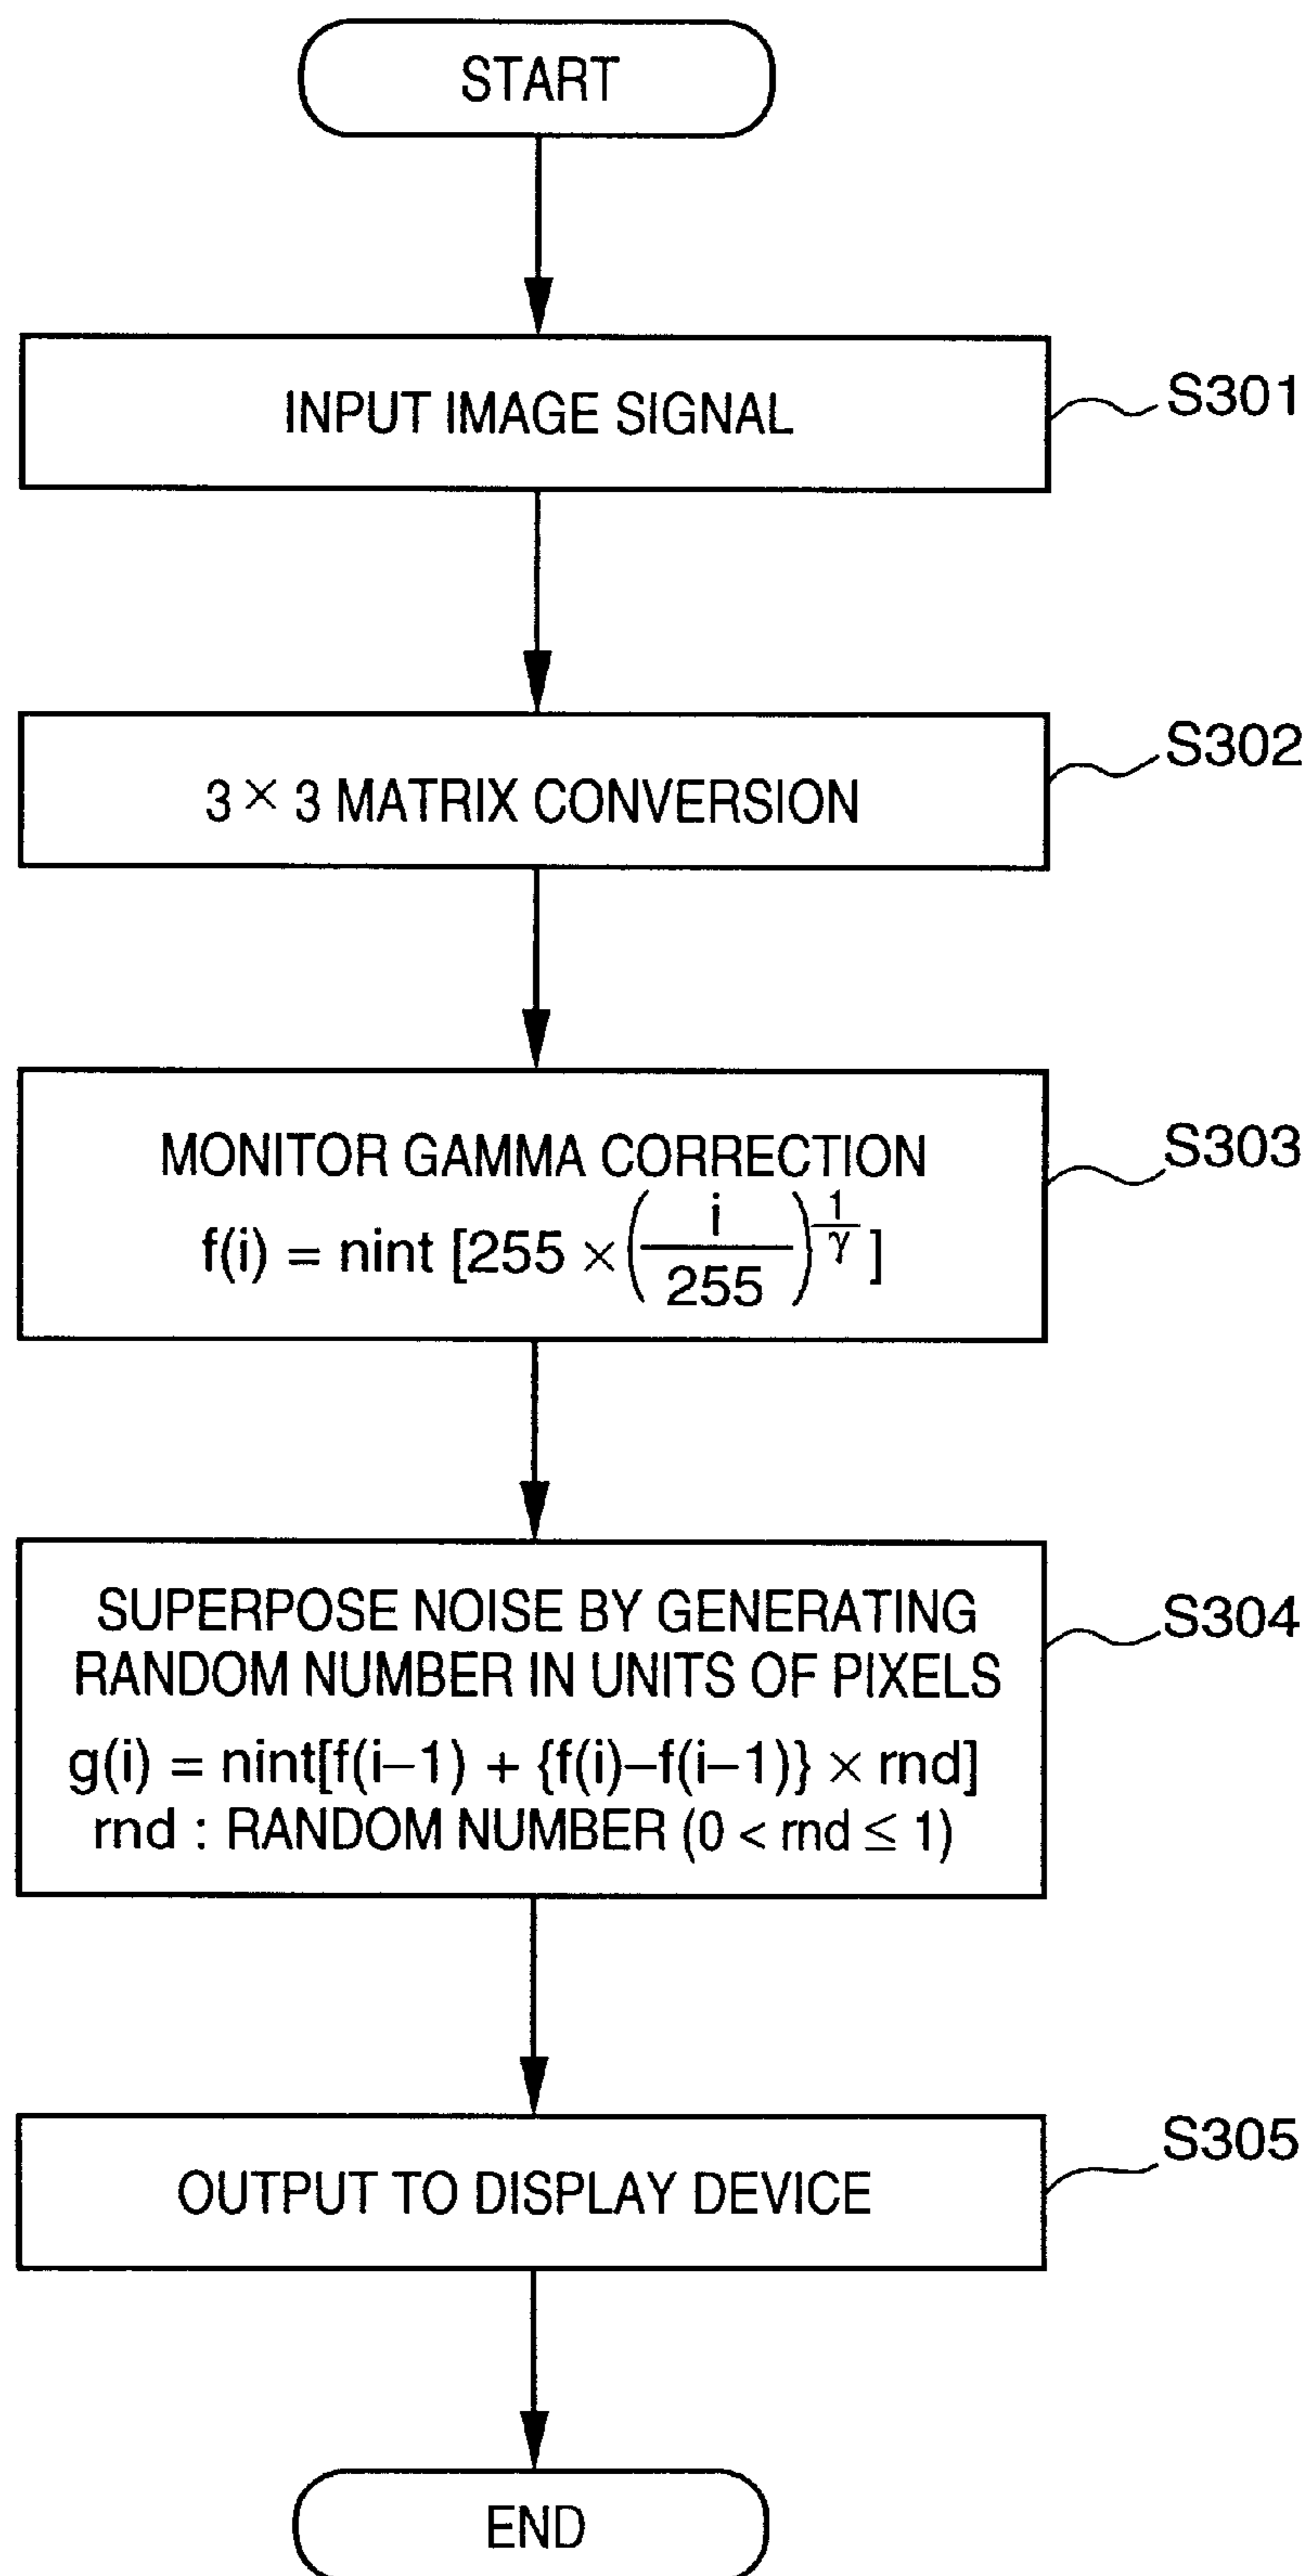 START
INPUT IMAGE SIGNAL
S301
3 × 3 MATRIX CONVERSION
S302
MONITOR GAMMA CORRECTION
f(i) = nint [255 × (i/255)^(1/γ)]
S303
SUPERPOSE NOISE BY GENERATING
RANDOM NUMBER IN UNITS OF PIXELS
g(i) = nint[f(i–1) + {f(i)–f(i–1)} × rnd]
rnd : RANDOM NUMBER (0 < rnd ≤ 1)
S304
OUTPUT TO DISPLAY DEVICE
S305
END